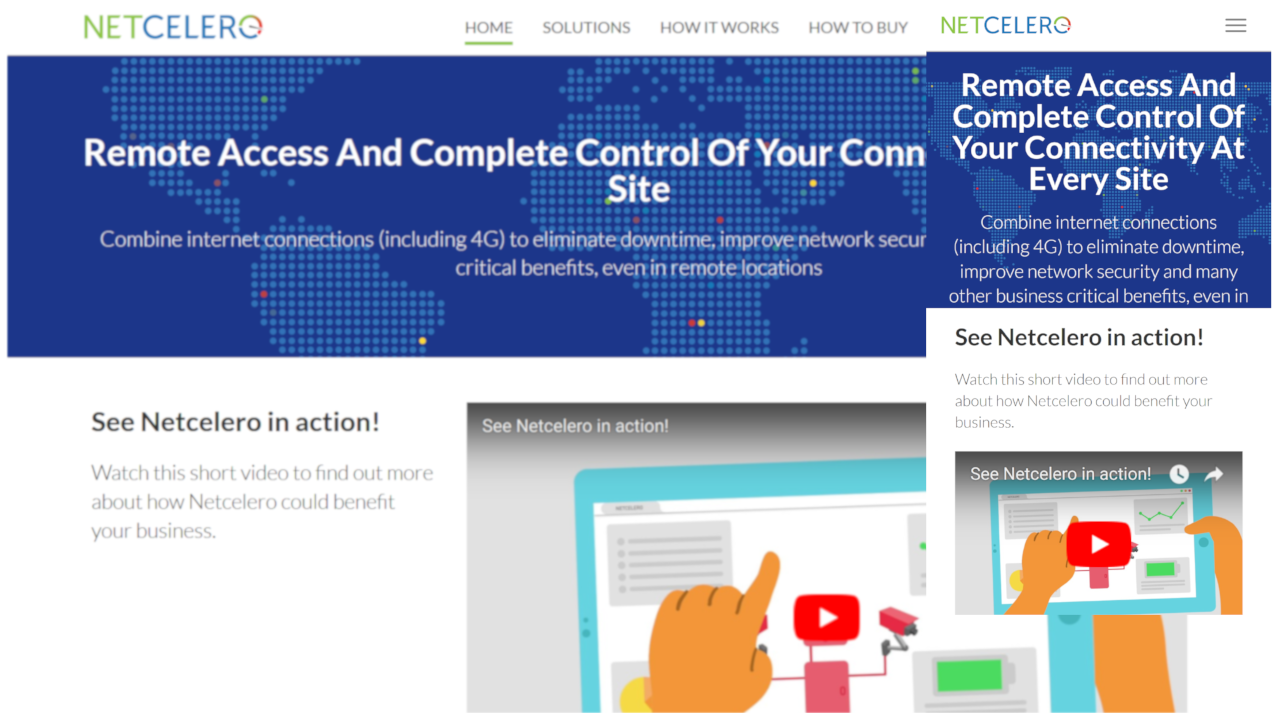 NETCELERO
HOME SOLUTIONS HOW IT WORKS HOW TO BUY
Remote Access And Complete Control Of Your Conn
Site
Combine internet connections (including 4G) to eliminate downtime, improve network secur
critical benefits, even in remote locations
See Netcelero in action!
Watch this short video to find out more
about how Netcelero could benefit
your business.
See Netcelero in action!
NETCELERO
NETCELERO
Remote Access And
Complete Control Of
Your Connectivity At
Every Site
Combine internet connections
(including 4G) to eliminate downtime,
improve network security and many
other business critical benefits, even in
See Netcelero in action!
Watch this short video to find out more
about how Netcelero could benefit your
business.
See Netcelero in action!